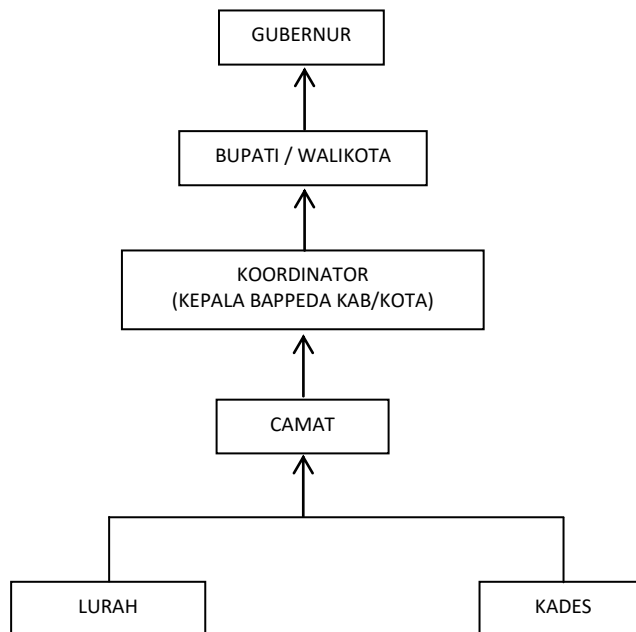 GUBERNUR
BUPATI / WALIKOTA
KOORDINATOR
(KEPALA BAPPEDA KAB/KOTA)
CAMAT
LURAH
KADES